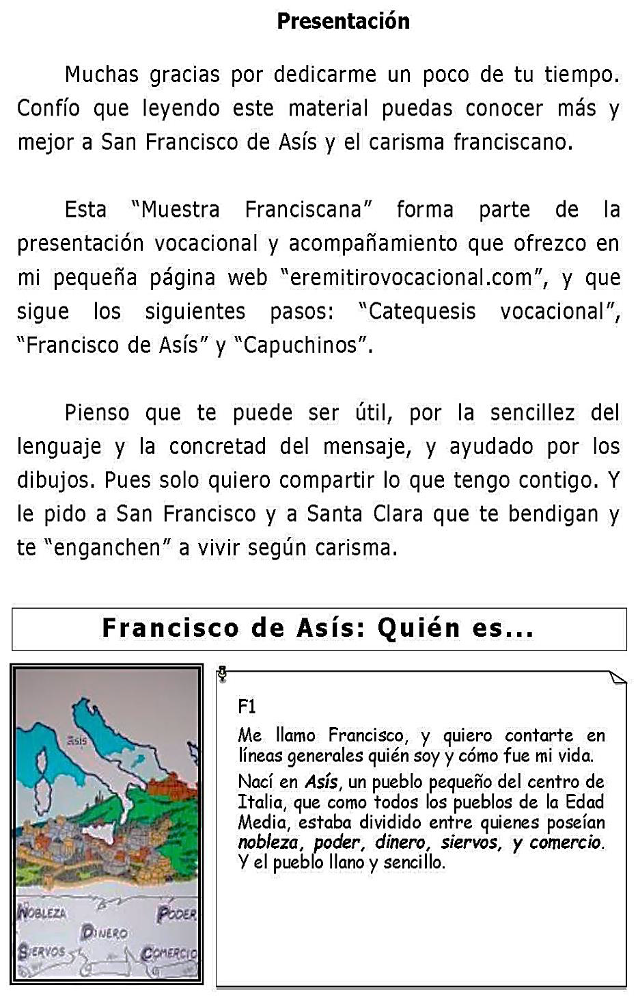 Presentación
Muchas gracias por dedicarme un poco de tu tiempo.
Confío que leyendo este material puedas conocer más y
mejor a San Francisco de Asís y el carisma franciscano.
Esta “Muestra Franciscana” forma parte de la
presentación vocacional y acompañamiento que ofrezco en
mi pequeña página web “eremitirovocacional.com”, y que
sigue los siguientes pasos: “Catequesis vocacional”,
“Francisco de Asís” y “Capuchinos”.
Pienso que te puede ser útil, por la sencillez del
lenguaje y la concretad del mensaje, y ayudado por los
dibujos. Pues solo quiero compartir lo que tengo contigo. Y
le pido a San Francisco y a Santa Clara que te bendigan y
te “enganchen” a vivir según carisma.
Francisco de Asís: Quién es...
Asís
NOBLEZA
PODER
DINERO
SIERVOS
COMERCIO
F1
Me llamo Francisco, y quiero contarte en
líneas generales quién soy y cómo fue mi vida.
Nací en Asís, un pueblo pequeño del centro de
Italia, que como todos los pueblos de la Edad
Media, estaba dividido entre quienes poseían
nobleza, poder, dinero, siervos, y comercio.
Y el pueblo llano y sencillo.